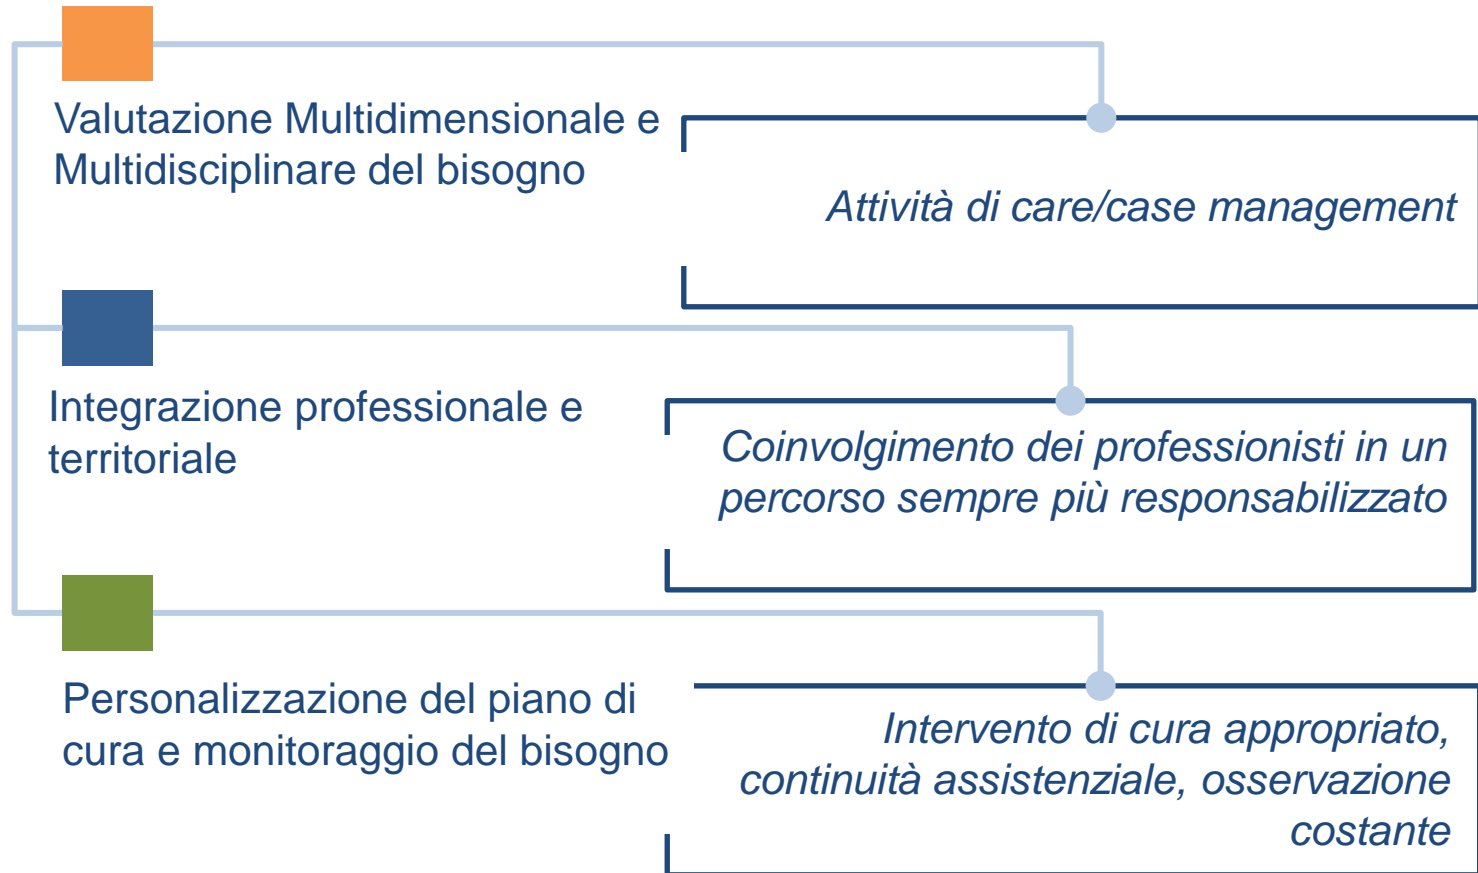 Valutazione Multidimensionale e
Multidisciplinare del bisogno
Attività di care/case management
Integrazione professionale e
territoriale
Coinvolgimento dei professionisti in un
percorso sempre più responsabilizzato
Personalizzazione del piano di
cura e monitoraggio del bisogno
Intervento di cura appropriato,
continuità assistenziale, osservazione
costante